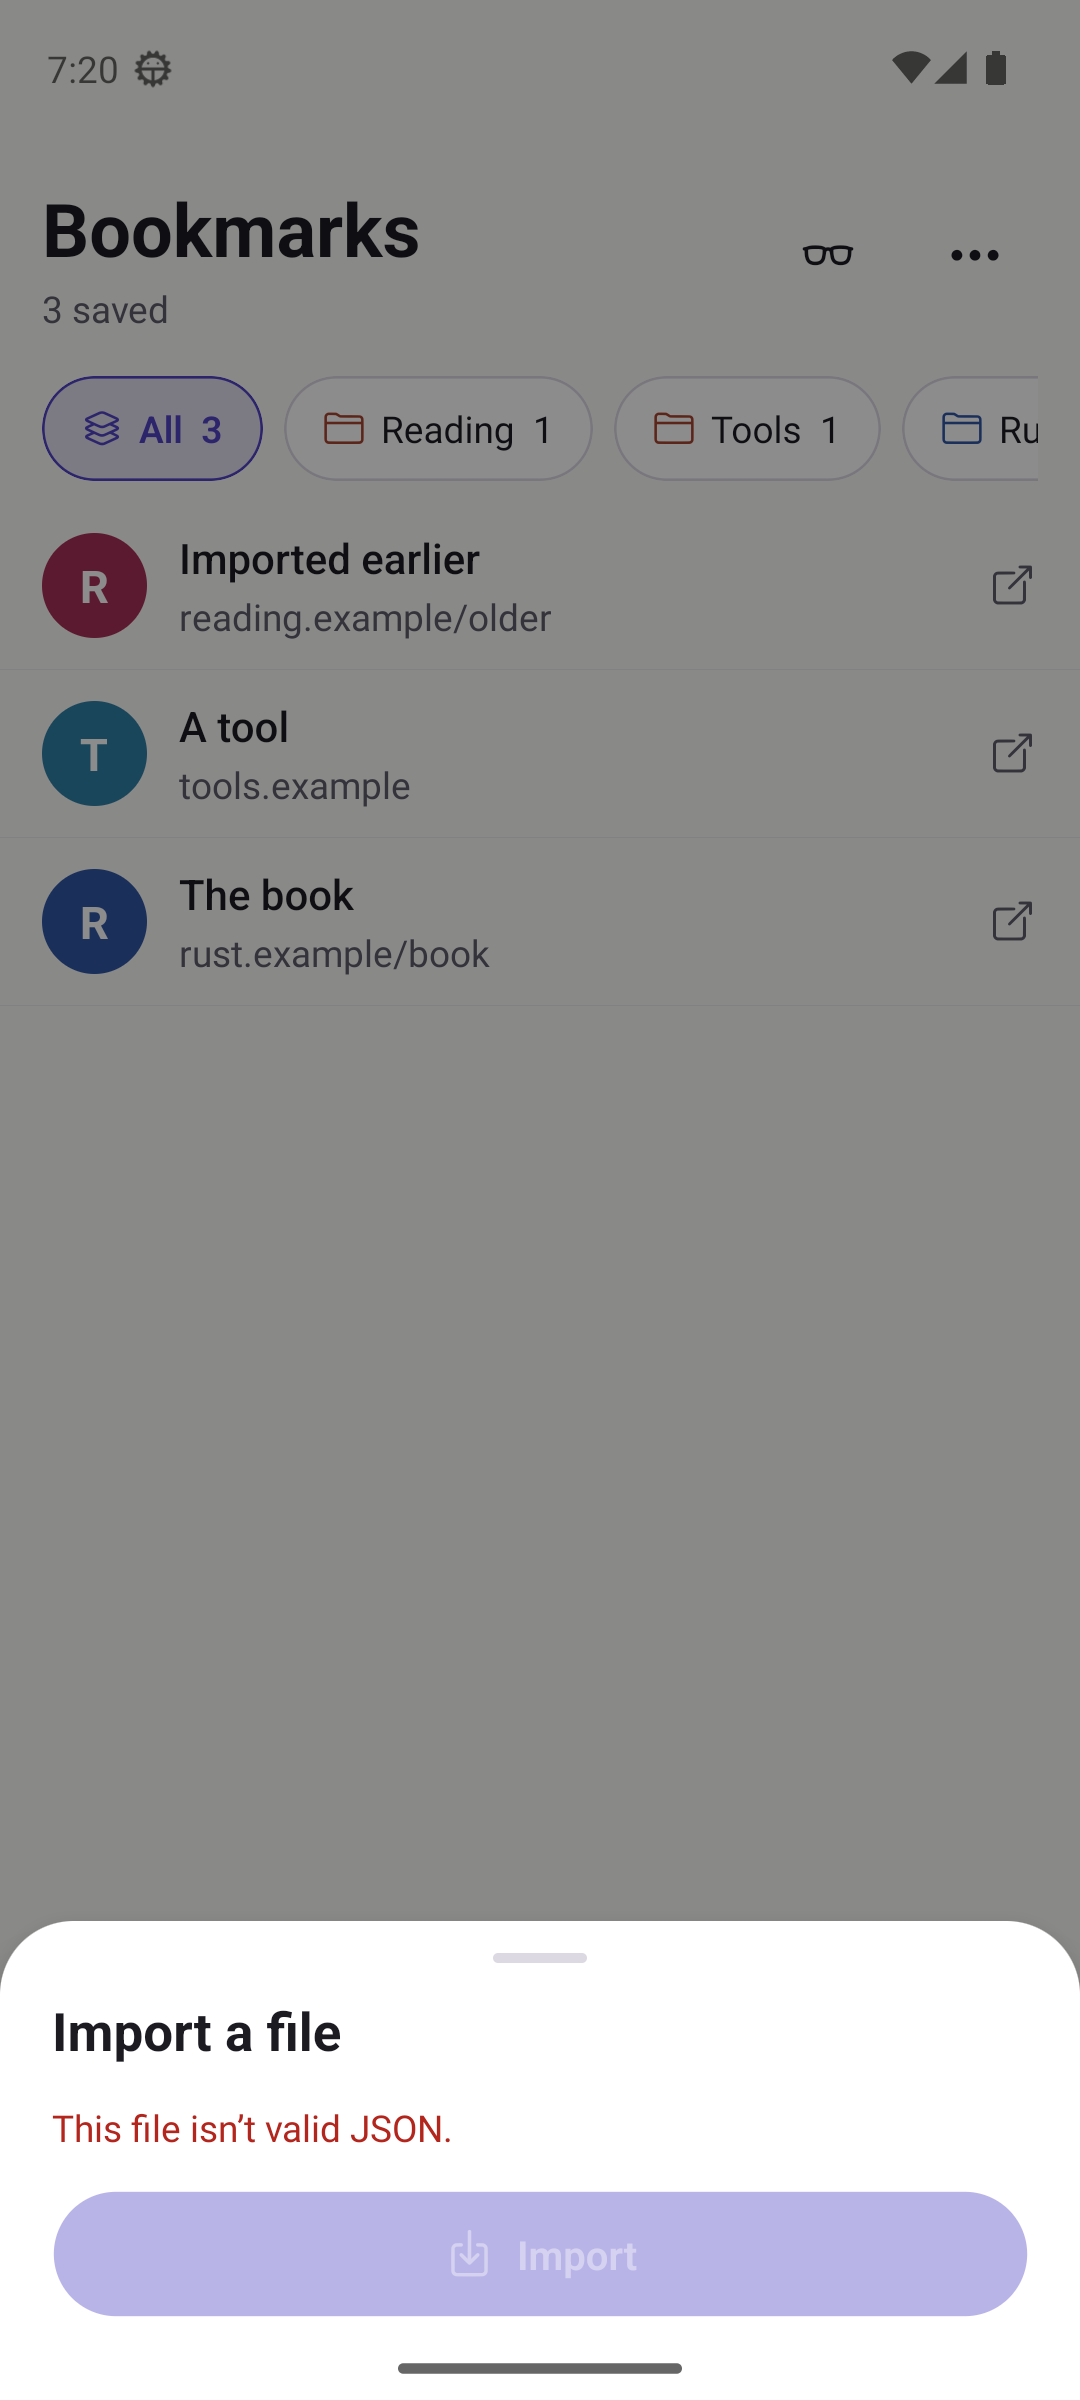 7:20
Bookmarks
3 saved
All 3
Reading 1
Tools 1
Ru
R
Imported earlier
reading.example/older
T
A tool
tools.example
R
The book
rust.example/book
Import a file
This file isn’t valid JSON.
Import